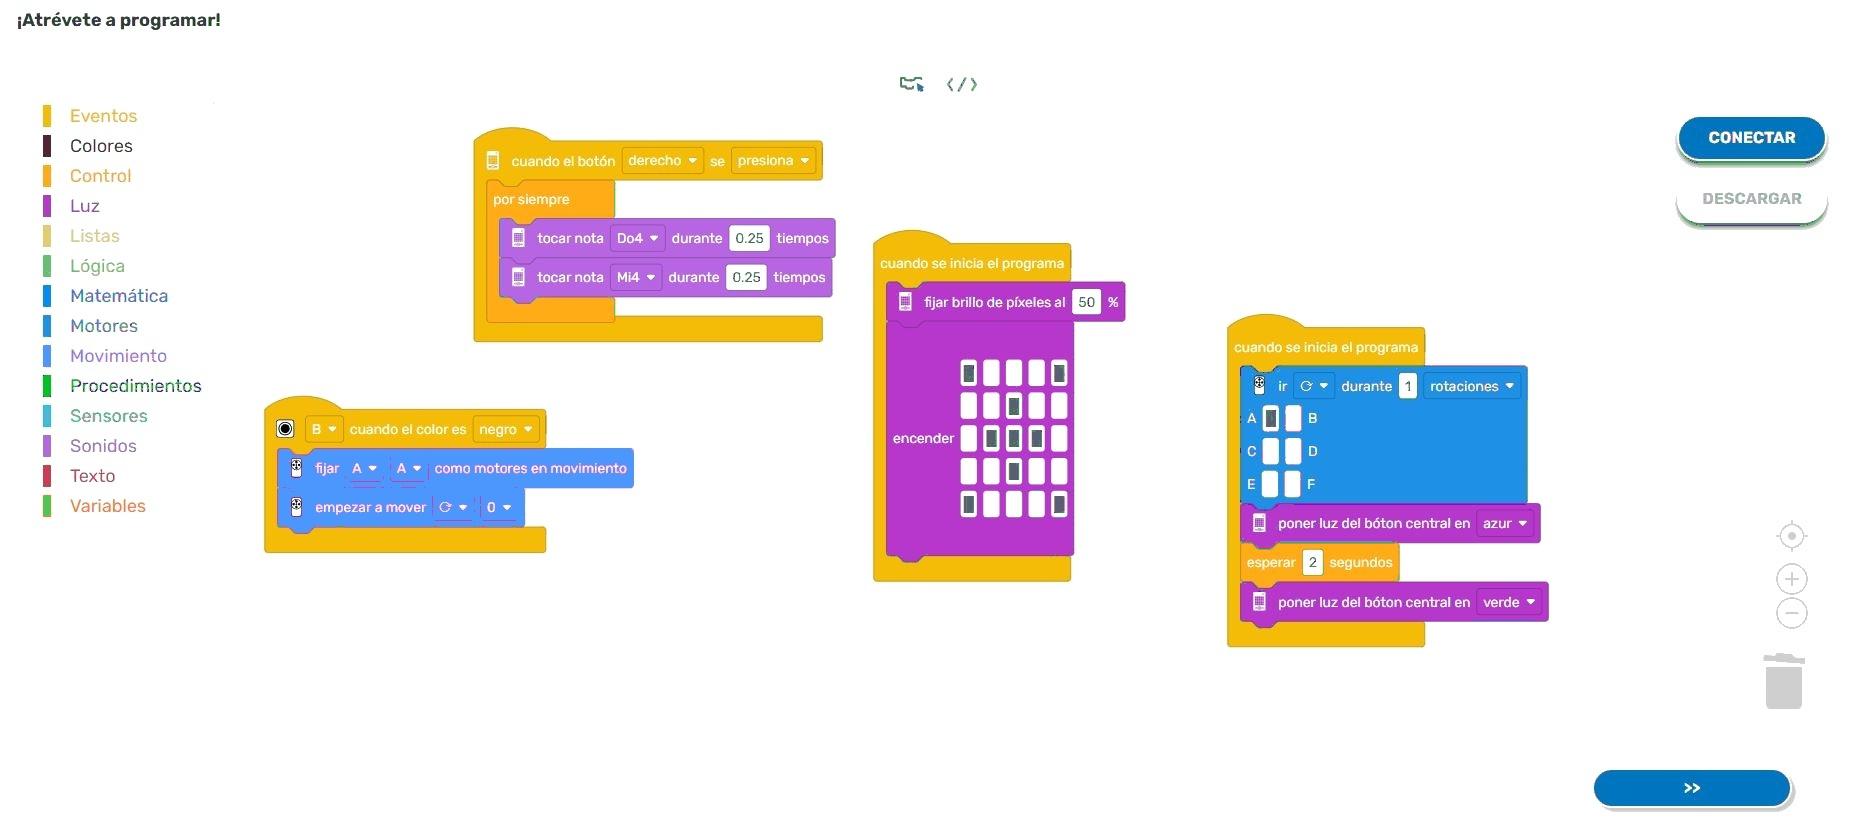 ¡Atrévete a programar!
</>
Eventos
Colores
Control
Luz
Listas
Lógica
Matemática
Motores
Movimiento
Procedimientos
Sensores
Sonidos
Texto
Variables
cuando el botón derecho se presiona
por siempre
tocar nota Do4 durante 0.25 tiempos
tocar nota Mi4 durante 0.25 tiempos
B cuando el color es negro
fijar A A como motores en movimiento
empezar a mover 0
cuando se inicia el programa
fijar brillo de píxeles al 50 %
encender
cuando se inicia el programa
ir durante 1 rotaciones
A B
C D
E F
poner luz del bóton central en azur
esperar 2 segundos
poner luz del bóton central en verde
CONECTAR
DESCARGAR
>>